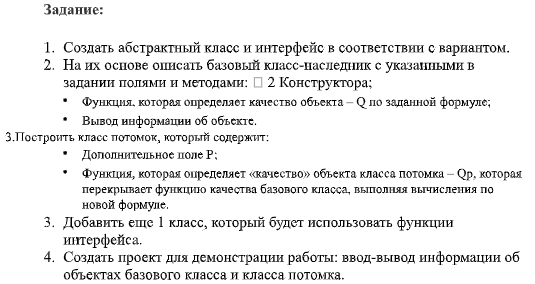 Задание:
1. Создать абстрактный класс и интерфейс в соответствии с вариантом.
2. На их основе описать базовый класс-наследник с указанными в
задании полями и методами: □ 2 Конструктора;
• Функция, которая определяет качество объекта – Q по заданной формуле;
• Вывод информации об объекте.
3.Построить класс потомок, который содержит:
• Дополнительное поле P;
• Функция, которая определяет «качество» объекта класса потомка – Qp, которая
перекрывает функцию качества базового класса, выполняя вычисления по
новой формуле.
3. Добавить еще 1 класс, который будет использовать функции
интерфейса.
4. Создать проект для демонстрации работы: ввод-вывод информации об
объектах базового класса и класса потомка.